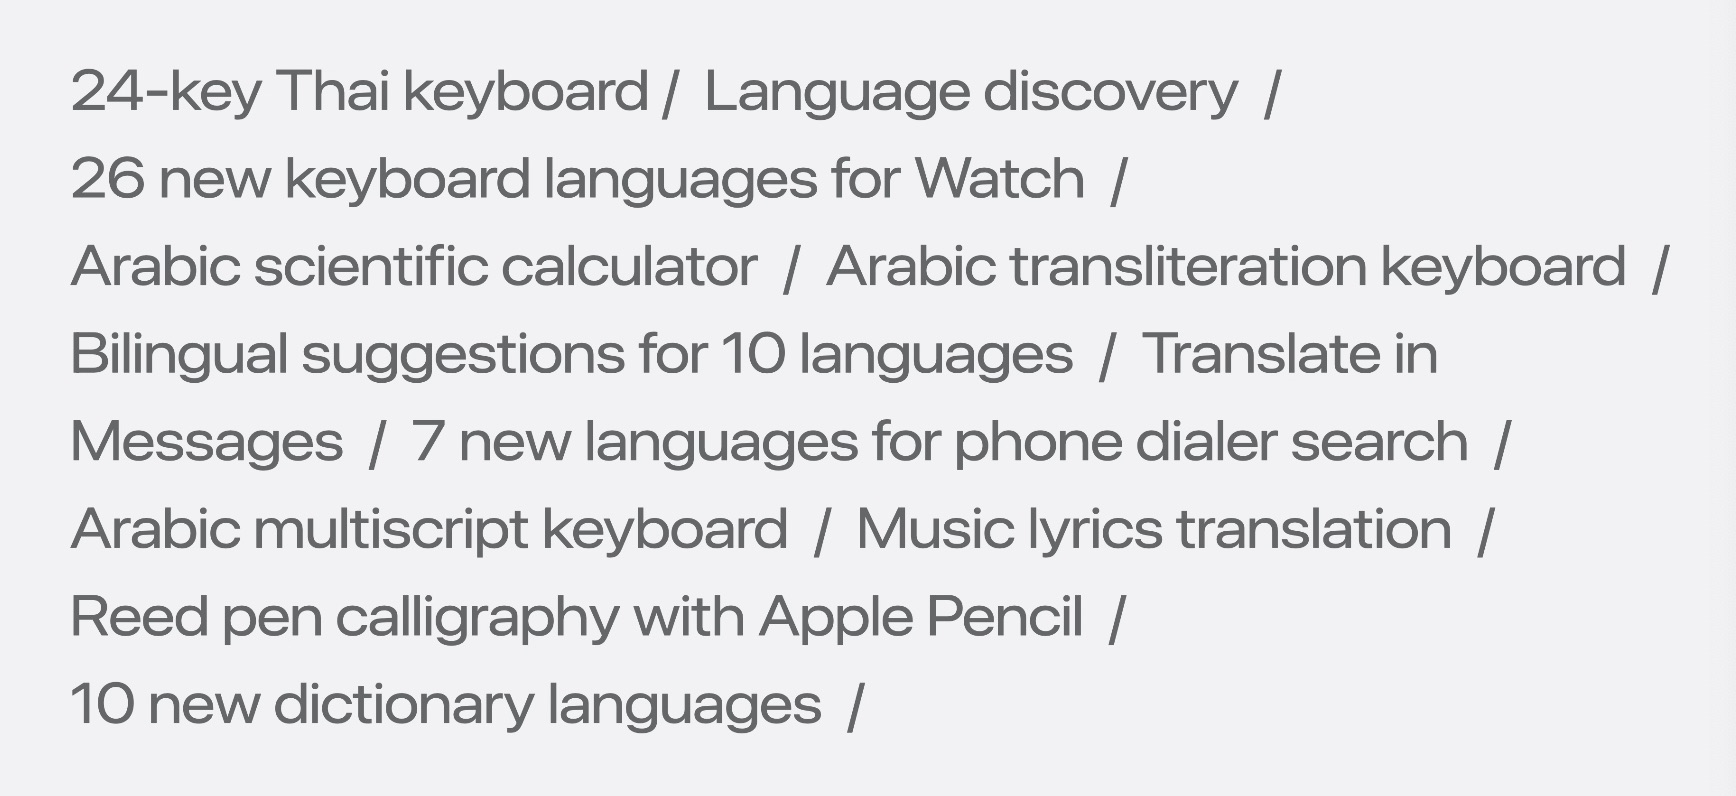 24-key Thai keyboard / Language discovery /
26 new keyboard languages for Watch /
Arabic scientific calculator / Arabic transliteration keyboard /
Bilingual suggestions for 10 languages / Translate in
Messages / 7 new languages for phone dialer search /
Arabic multiscript keyboard / Music lyrics translation /
Reed pen calligraphy with Apple Pencil /
10 new dictionary languages /